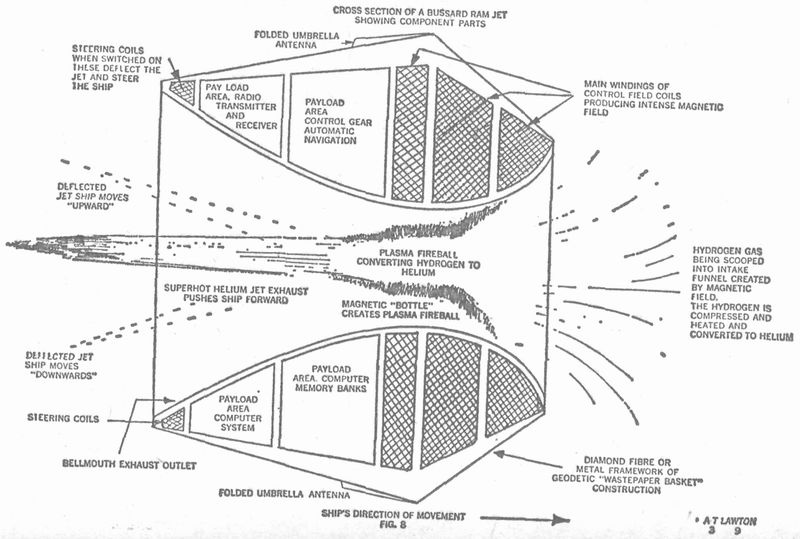 CROSS SECTION OF A BUSSARD RAM JET
SHOWING COMPONENT PARTS
FOLDED UMBRELLA
ANTENNA
STEERING COILS
WHEN SWITCHED ON
THESE DEFLECT THE
JET AND STEER
THE SHIP
PAY LOAD
AREA, RADIO
TRANSMITTER
AND
RECEIVER
PAYLOAD
AREA
CONTROL GEAR
AUTOMATIC
NAVIGATION
MAIN WINDINGS OF
CONTROL FIELD COILS
PRODUCING INTENSE MAGNETIC
FIELD
DEFLECTED
JET SHIP MOVES
"UPWARD"
PLASMA FIREBALL
CONVERTING HYDROGEN TO
HELIUM
SUPERHOT HELIUM JET EXHAUST
PUSHES SHIP FORWARD
MAGNETIC "BOTTLE"
CREATES PLASMA FIREBALL
HYDROGEN GAS
BEING SCOOPED
INTO INTAKE
FUNNEL CREATED
BY MAGNETIC
FIELD.
THE HYDROGEN IS
COMPRESSED AND
HEATED AND
CONVERTED TO HELIUM
DEFLECTED JET
SHIP MOVES
"DOWNWARDS"
PAYLOAD
AREA. COMPUTER
MEMORY BANKS
PAYLOAD
AREA
COMPUTER
SYSTEM
STEERING COILS
BELLMOUTH EXHAUST OUTLET
FOLDED UMBRELLA ANTENNA
DIAMOND FIBRE OR
METAL FRAMEWORK OF
GEODETIC "WASTEPAPER BASKET"
CONSTRUCTION
SHIP'S DIRECTION OF MOVEMENT
FIG. 8
A·T LAWTON
3 9